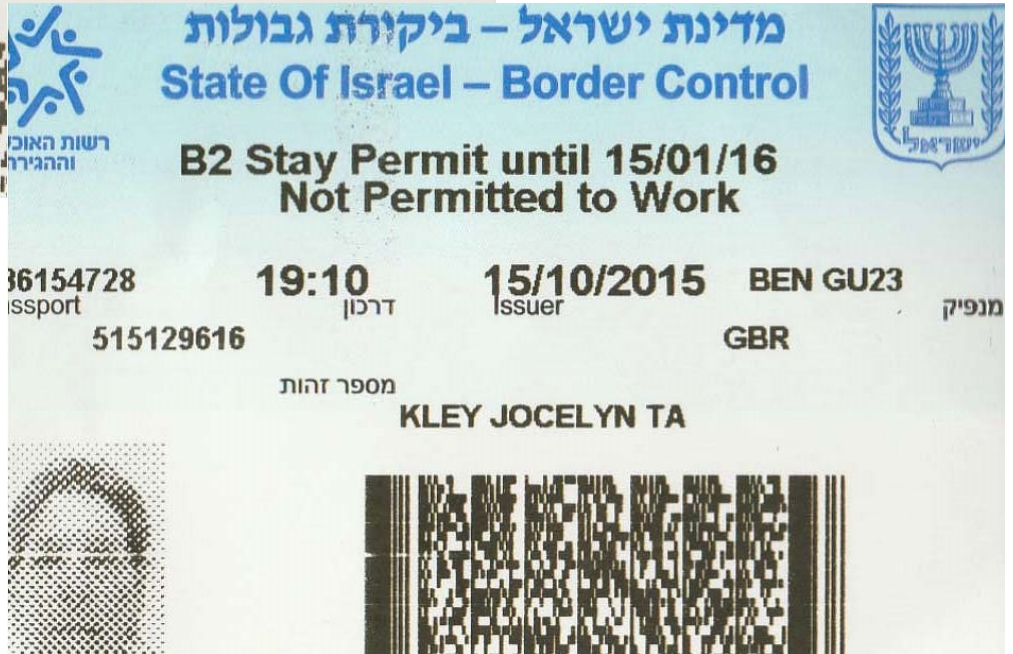 מדינת ישראל – ביקורת גבולות
State Of Israel – Border Control
רשות האוכ
וההגירה
B2 Stay Permit until 15/01/16
Not Permitted to Work
36154728 19:10 15/10/2015 BEN GU23
ssport דרכון Issuer מנפיק
515129616 GBR
מספר זהות
KLEY JOCELYN TA
ישראל